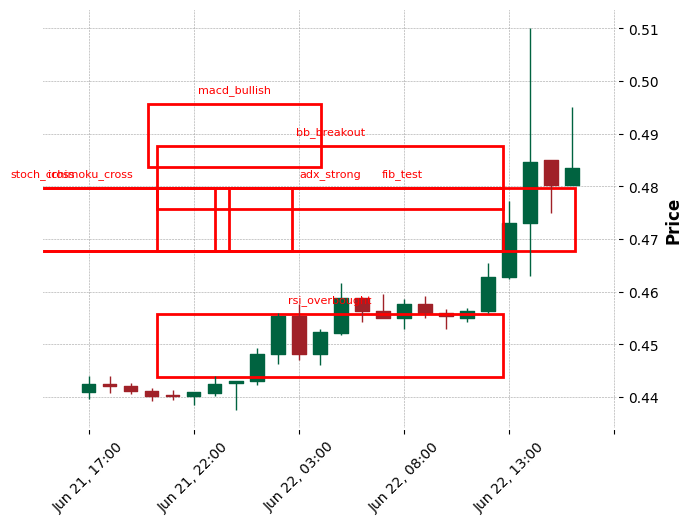 0.51
0.50
macd_bullish
0.49
bb_breakout
stoch_cross
ichimoku_cross
adx_strong
fib_test
0.48
0.47
Price
0.46
rsi_overbought
0.45
0.44
Jun 21, 17:00
Jun 21, 22:00
Jun 22, 03:00
Jun 22, 08:00
Jun 22, 13:00